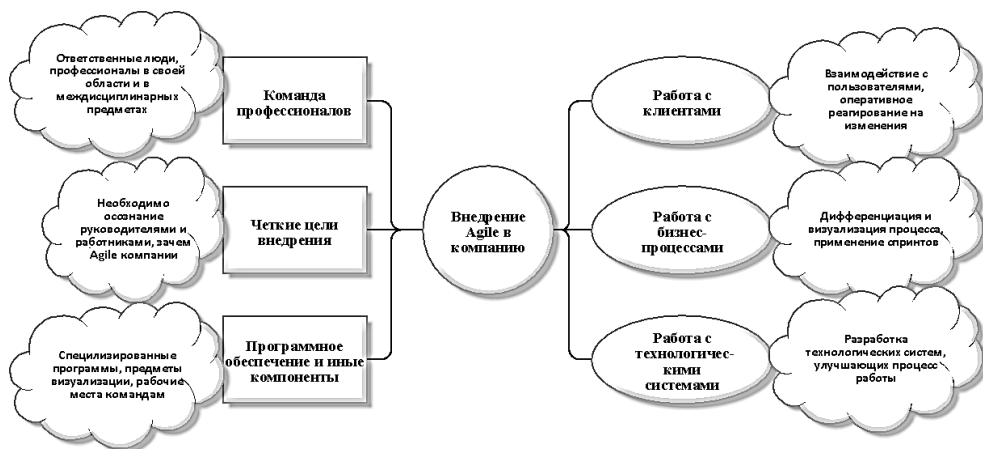 Ответственные люди,
профессионалы в своей
области и в
междисциплинарных
предметах
Команда
профессионалов
Необходимо
осознание
руководителями и
работниками, зачем
Agile компании
Четкие цели
внедрения
Специлизированные
программы, предметы
визуализации, рабочие
места командам
Программное
обеспечение и иные
компоненты
Внедрение
Agile в
компанию
Работа с
клиентами
Взаимодействие с
пользователями,
оперативное
реагирование на
изменения
Работа с
бизнес-
процессами
Дифференциация и
визуализация процесса,
применение спринтов
Работа с
технологичес-
кими
системами
Разработка
технологических систем,
улучшающих процесс
работы